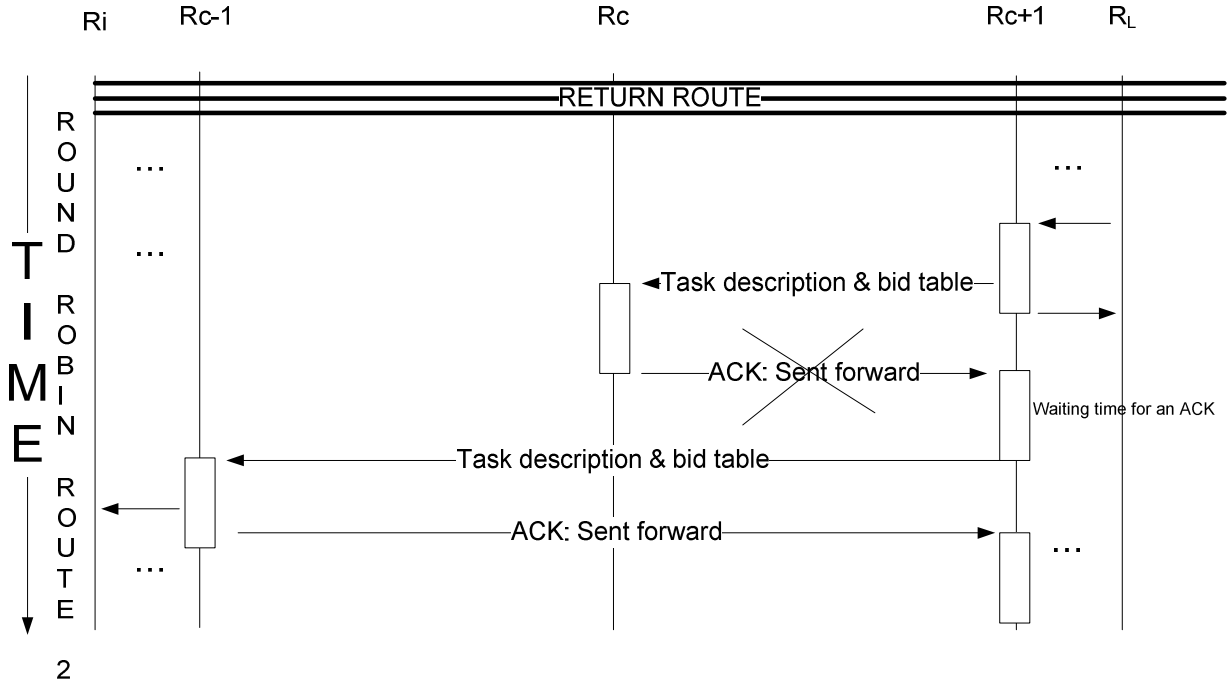 Ri Rc-1 Rc Rc+1 RL
RETURN ROUTE
TIME
ROUND ROBIN ROUTE 2
... ...
...
Task description & bid table
ACK: Sent forward
Waiting time for an ACK
Task description & bid table
ACK: Sent forward
... ...